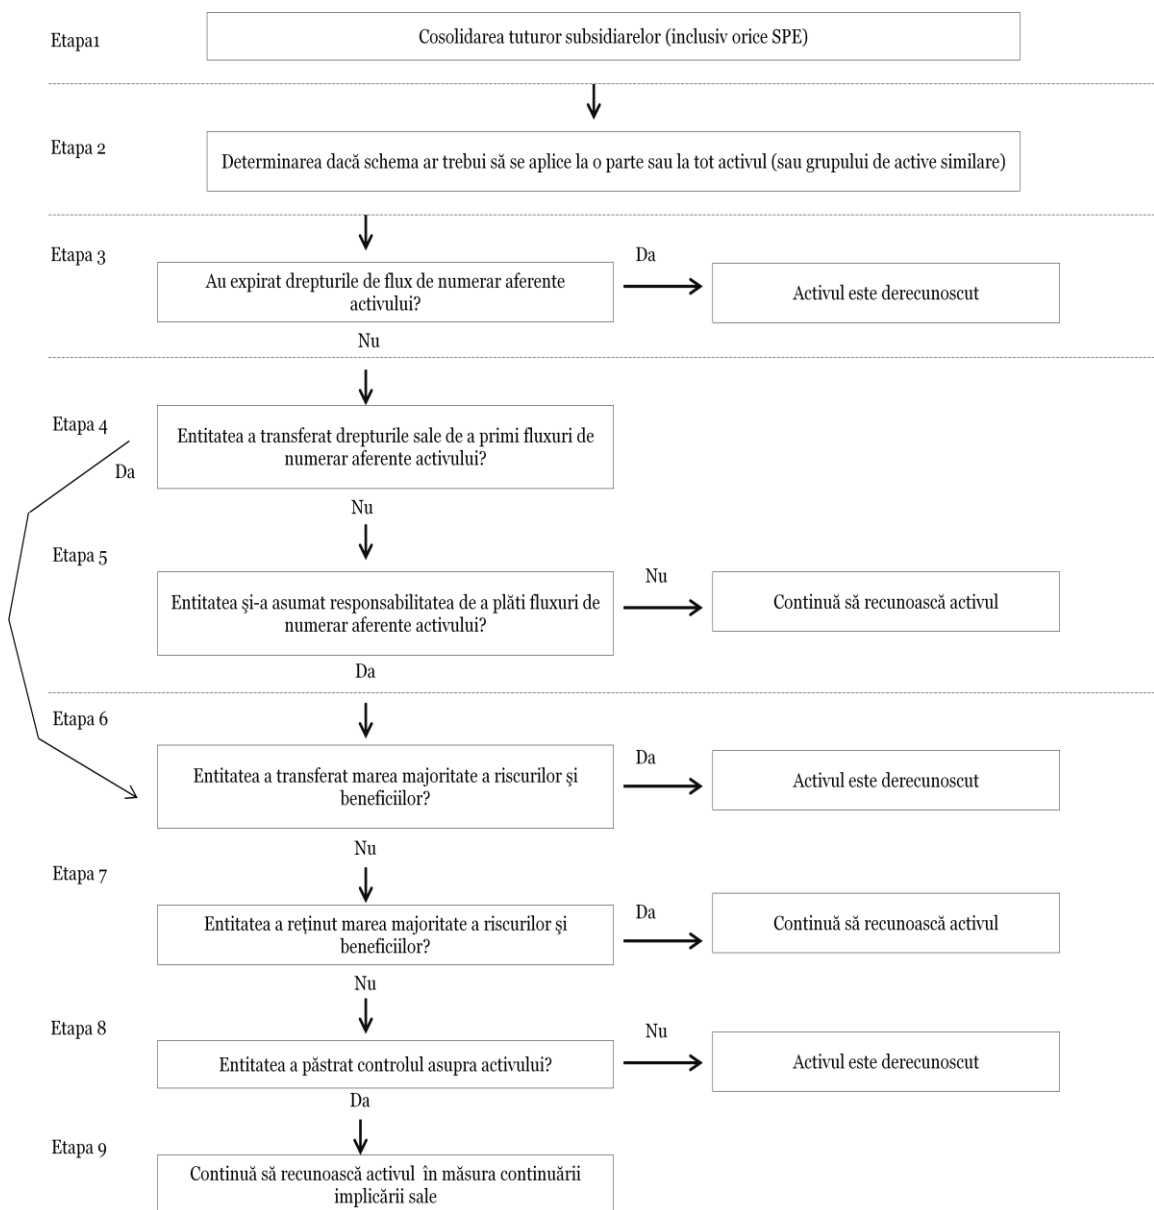 Etapa1
Cosolidarea tuturor subsidiarelor (inclusiv orice SPE)
Etapa 2
Determinarea dacă schema ar trebui să se aplice la o parte sau la tot activul (sau grupului de active similare)
Etapa 3
Au expirat drepturile de flux de numerar aferente
activului?
Da
Activul este derecunoscut
Nu
Etapa 4
Entitatea a transferat drepturile sale de a primi fluxuri de
numerar aferente activului?
Da
Nu
Etapa 5
Entitatea şi-a asumat responsabilitatea de a plăti fluxuri de
numerar aferente activului?
Nu
Continuă să recunoască activul
Da
Etapa 6
Entitatea a transferat marea majoritate a riscurilor şi
beneficiilor?
Da
Activul este derecunoscut
Nu
Etapa 7
Entitatea a reţinut marea majoritate a riscurilor şi
beneficiilor?
Da
Continuă să recunoască activul
Nu
Etapa 8
Entitatea a păstrat controlul asupra activului?
Nu
Activul este derecunoscut
Da
Etapa 9
Continuă să recunoască activul în măsura continuării
implicării sale